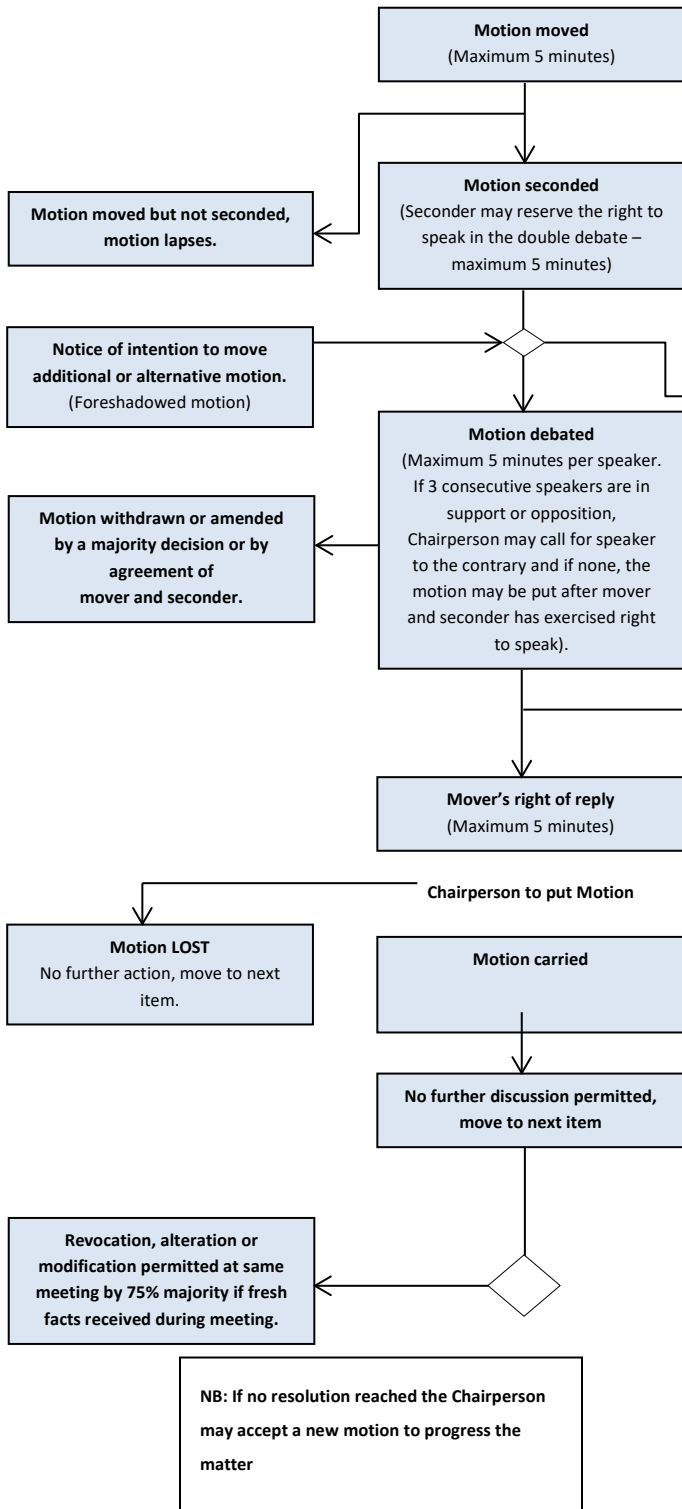 Motion moved
(Maximum 5 minutes)
Motion seconded
(Seconder may reserve the right to
speak in the double debate –
maximum 5 minutes)
Motion moved but not seconded,
motion lapses.
Notice of intention to move
additional or alternative motion.
(Foreshadowed motion)
Motion debated
(Maximum 5 minutes per speaker.
If 3 consecutive speakers are in
support or opposition,
Chairperson may call for speaker
to the contrary and if none, the
motion may be put after mover
and seconder has exercised right
to speak).
Motion withdrawn or amended
by a majority decision or by
agreement of
mover and seconder.
Mover’s right of reply
(Maximum 5 minutes)
Chairperson to put Motion
Motion LOST
No further action, move to next
item.
Motion carried
No further discussion permitted,
move to next item
Revocation, alteration or
modification permitted at same
meeting by 75% majority if fresh
facts received during meeting.
NB: If no resolution reached the Chairperson
may accept a new motion to progress the
matter